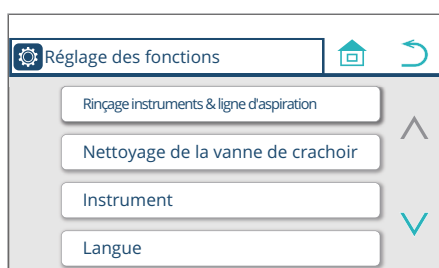 Réglage des fonctions
Rinçage instruments & ligne d'aspiration
Nettoyage de la vanne de crachoir
Instrument
Langue